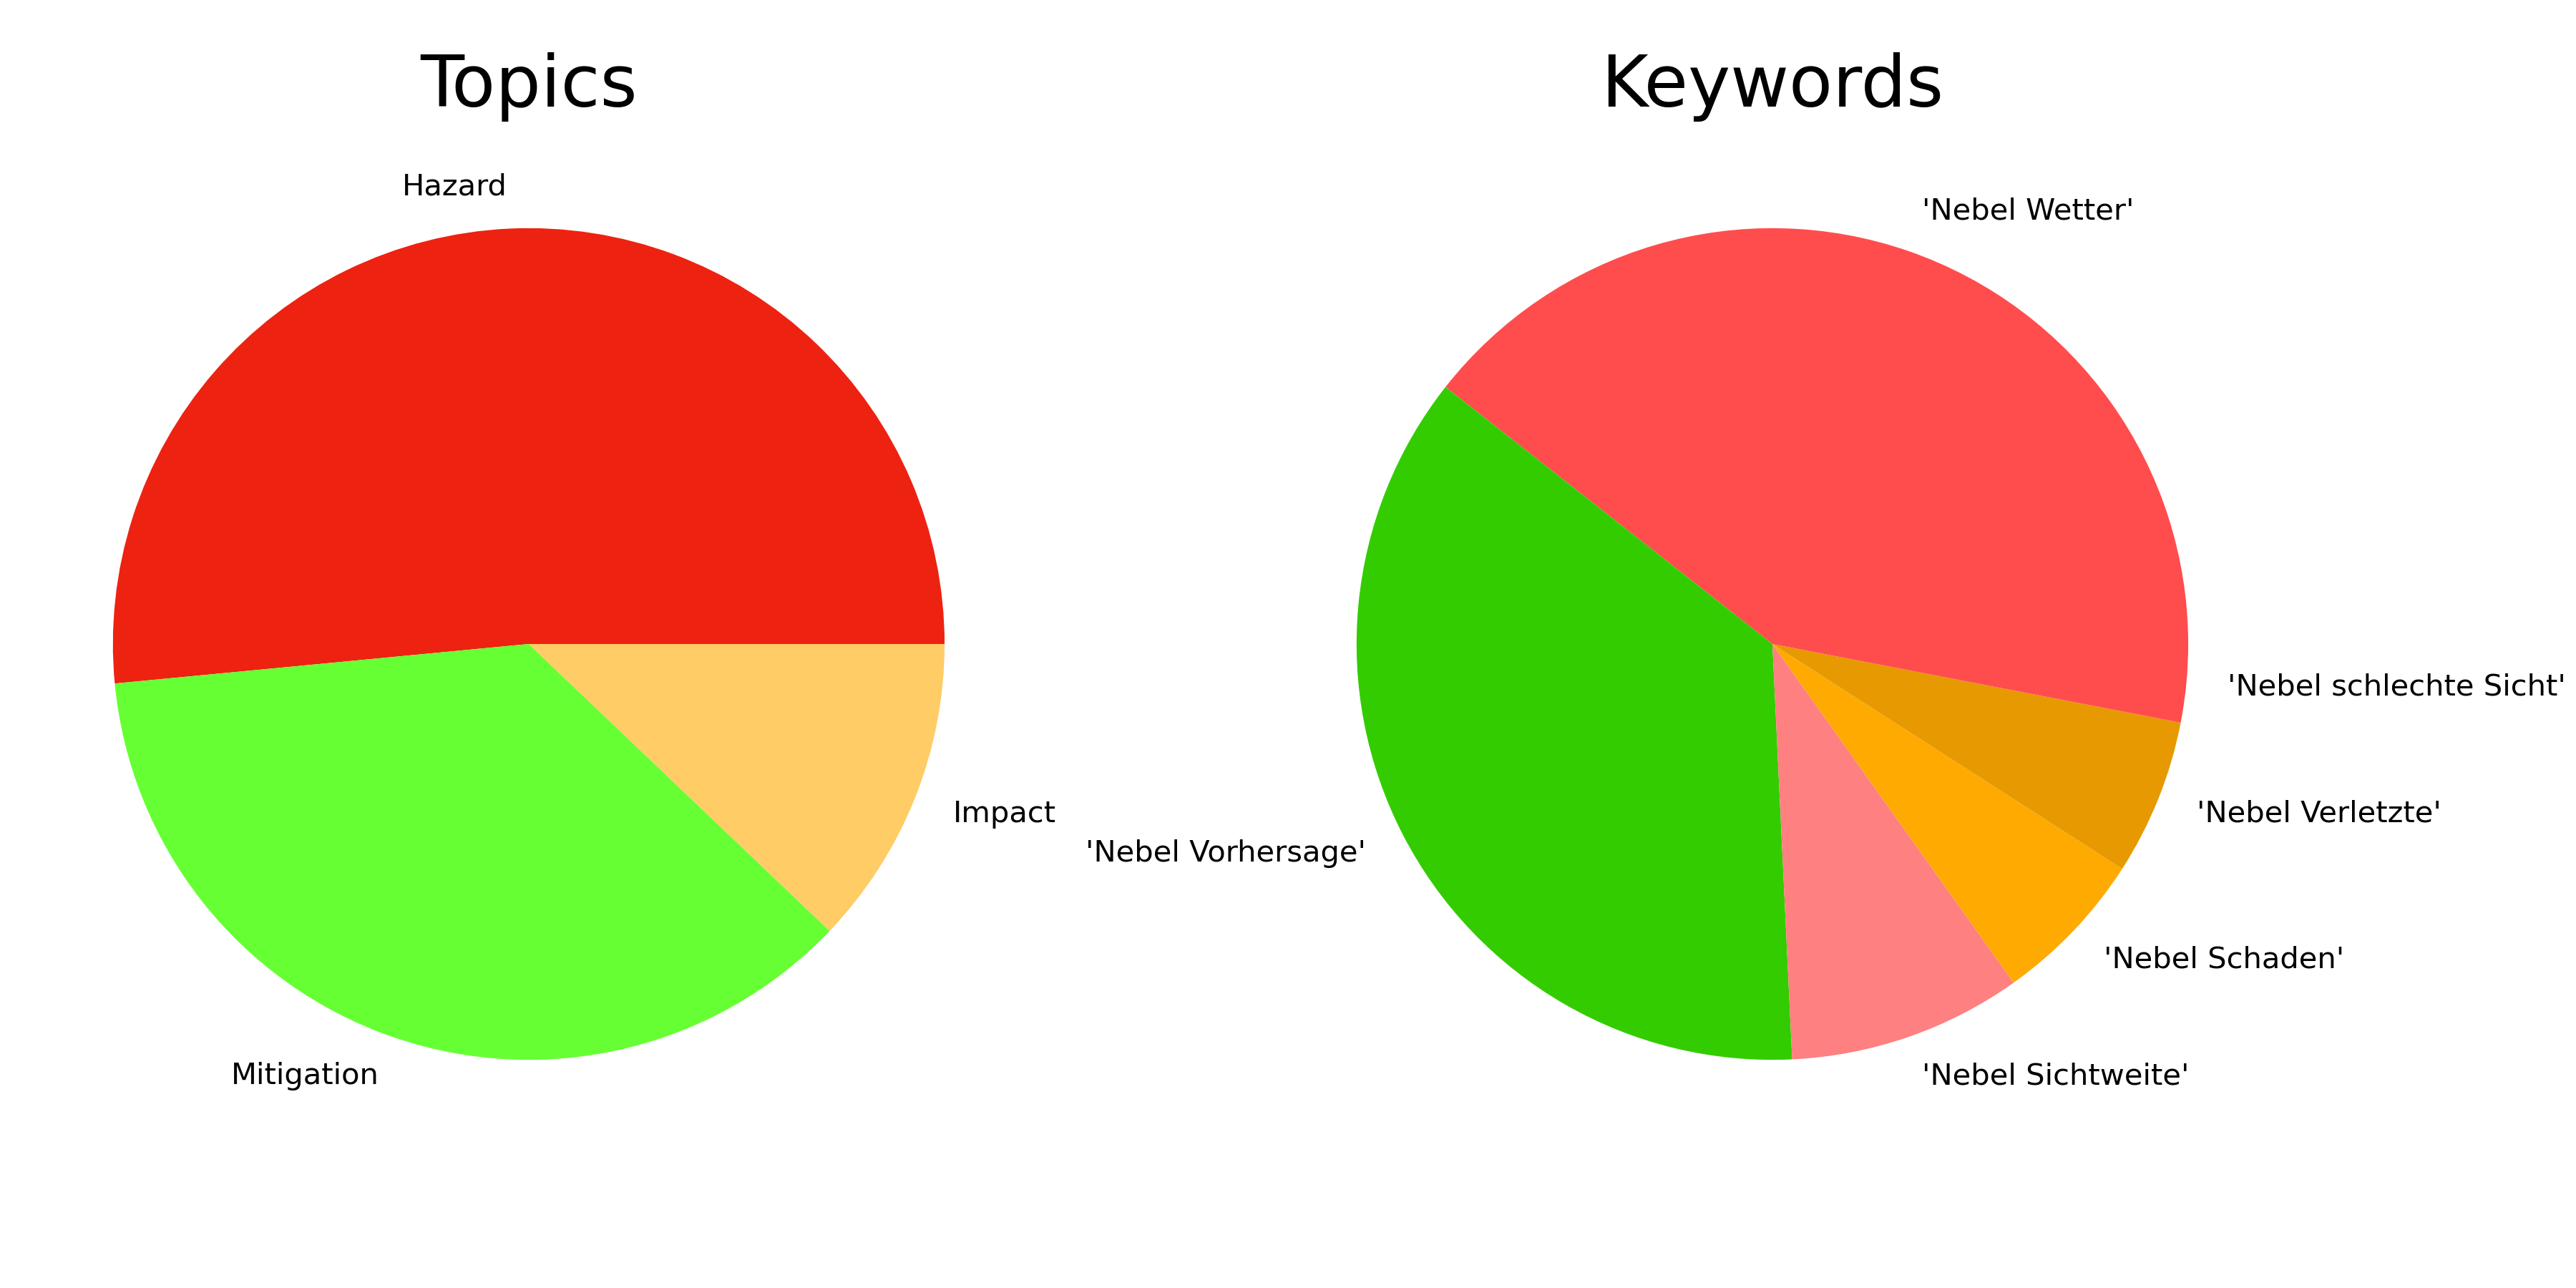 Topics
Hazard
Mitigation
Impact
Keywords
'Nebel Wetter'
'Nebel Vorhersage'
'Nebel Sichtweite'
'Nebel Schaden'
'Nebel Verletzte'
'Nebel schlechte Sicht'